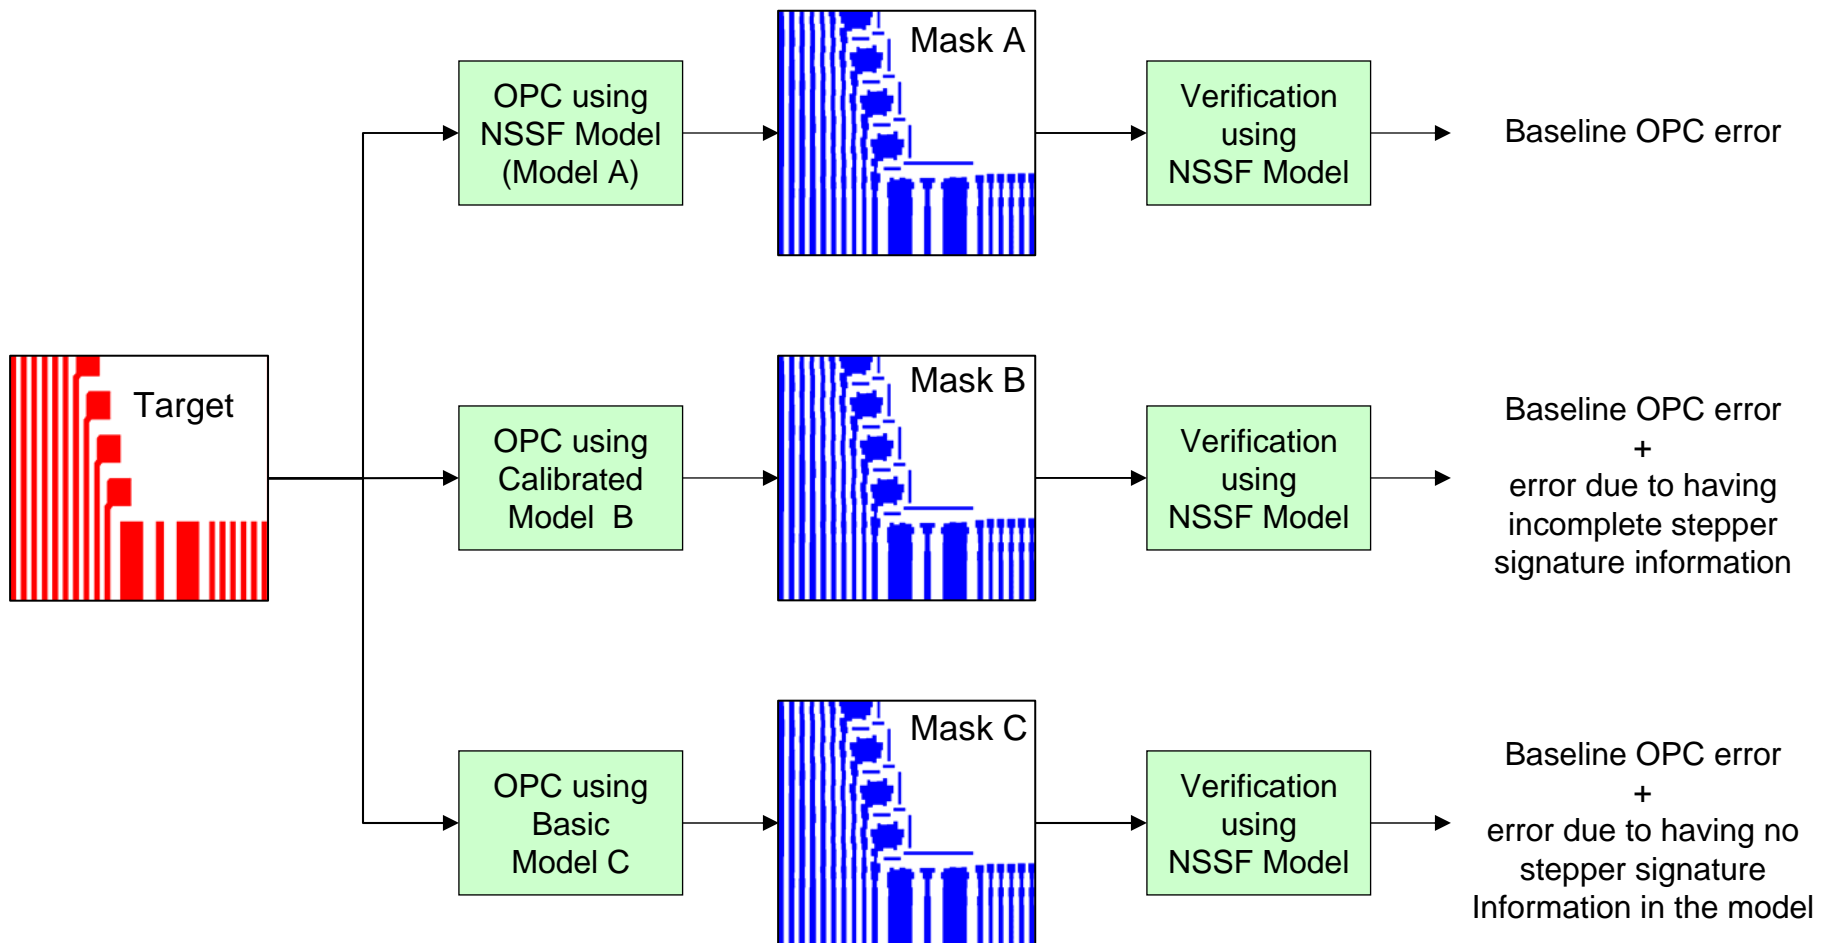 Mask A
OPC using
NSSF Model
(Model A)
Verification
using
NSSF Model
Baseline OPC error
Target
Mask B
OPC using
Calibrated
Model B
Verification
using
NSSF Model
Baseline OPC error
+
error due to having
incomplete stepper
signature information
Mask C
OPC using
Basic
Model C
Verification
using
NSSF Model
Baseline OPC error
+
error due to having no
stepper signature
Information in the model